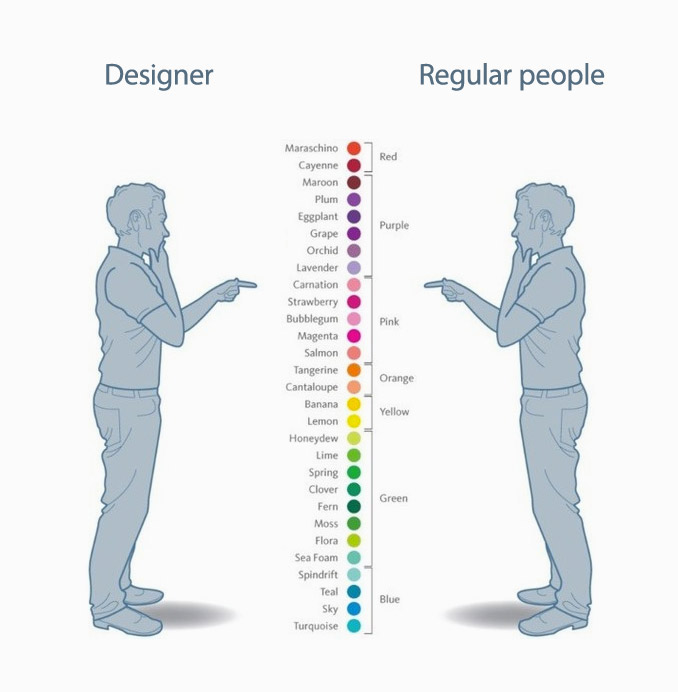 Designer
Regular people
Maraschino
Cayenne
Red
Maroon
Plum
Eggplant
Grape
Orchid
Lavender
Purple
Carnation
Strawberry
Bubblegum
Magenta
Salmon
Pink
Tangerine
Cantaloupe
Orange
Banana
Lemon
Yellow
Honeydew
Lime
Spring
Clover
Fern
Moss
Flora
Sea Foam
Green
Spindrift
Teal
Sky
Turquoise
Blue